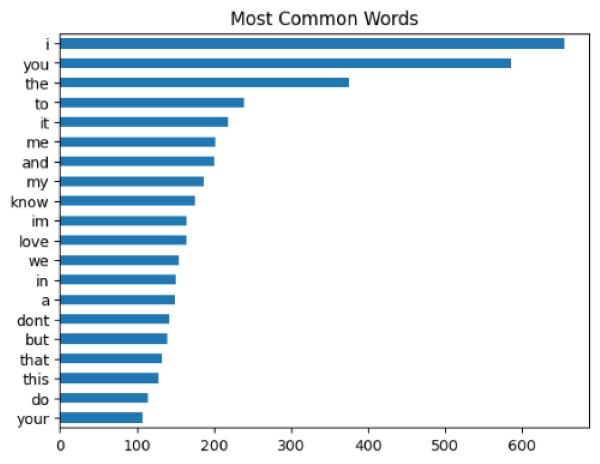 Most Common Words
i
you
the
to
it
me
and
my
know
im
love
we
in
a
dont
but
that
this
do
your
0 100 200 300 400 500 600